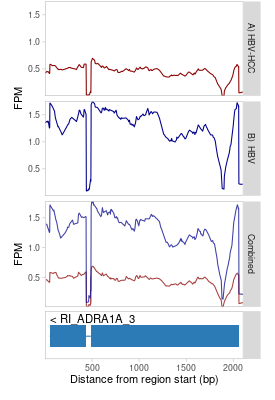 1.5
1.0
0.5
FPM
A) HBV-HCC
1.5
1.0
0.5
B) HBV
1.5
1.0
0.5
FPM
Combined
< RI_ADRA1A_3
500 1000 1500 2000
Distance from region start (bp)